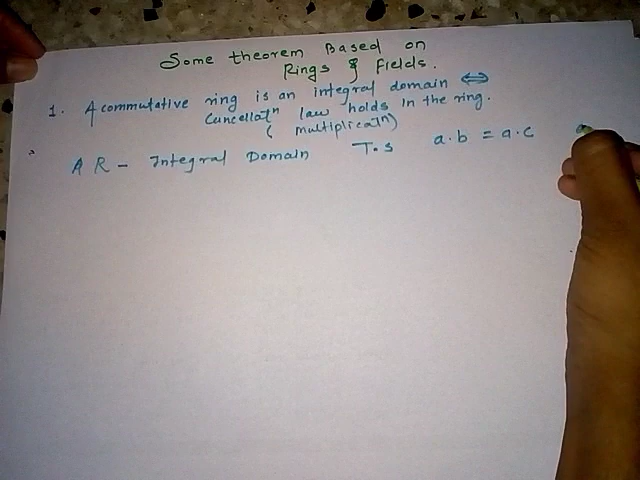 Some theorem Based on
Rings & Fields.
1. A commutative ring is an integral domain ⇔
Cancellatⁿ law holds in the ring.
( multiplicatⁿ)
R - Integral Domain T.S a.b = a.c